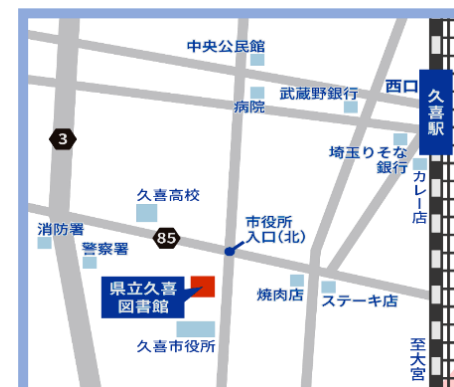 中央公民館
西口
病院
武蔵野銀行
久喜駅
3
埼玉りそな
銀行
カレー店
久喜高校
市役所
入口(北)
消防署
85
警察署
県立久喜
図書館
焼肉店
ステーキ店
久喜市役所
至大宮